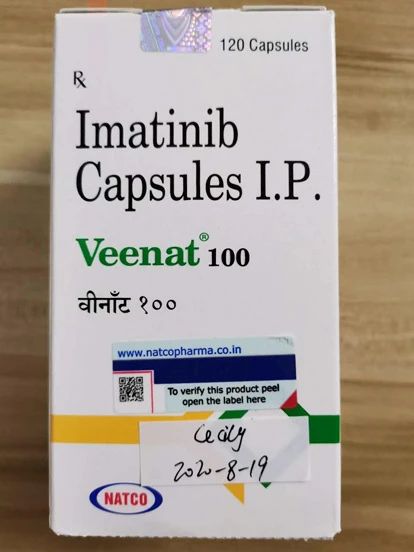 120 Capsules
℞
Imatinib
Capsules I.P.
Veenat® 100
वीनॉंट १००
www.natcopharma.co.in
To verify this product peel
open the label here
Cecily
2020-8-19
NATCO